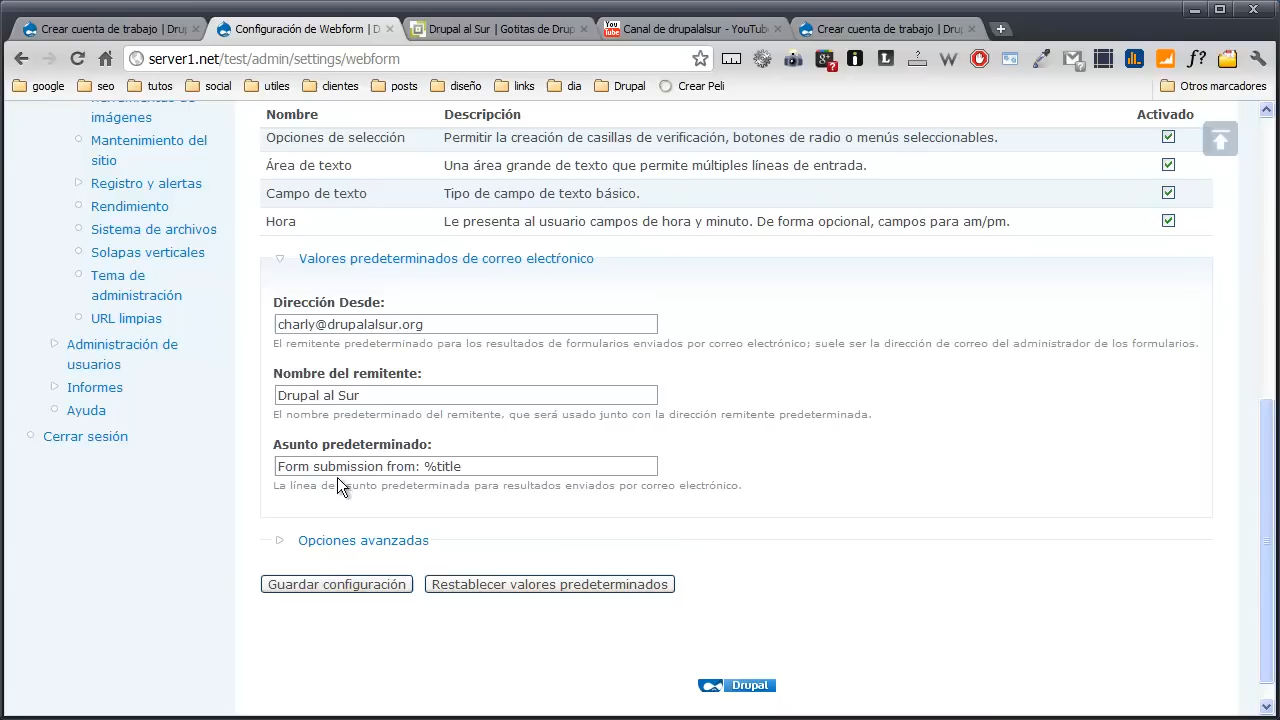 Crear cuenta de trabajo | Dru
Configuración de Webform | D
Drupal al Sur | Gotitas de Drup
Canal de drupalalsur - YouTub
Crear cuenta de trabajo | Dru
server1.net/test/admin/settings/webform
google
seo
tutos
social
utiles
clientes
posts
diseño
links
dia
Drupal
Crear Peli
Otros marcadores
Herramientas de
imágenes
Mantenimiento del
sitio
Registro y alertas
Rendimiento
Sistema de archivos
Solapas verticales
Tema de
administración
URL limpias
Administración de
usuarios
Informes
Ayuda
Cerrar sesión
Nombre Descripción Activado
Opciones de selección Permitir la creación de casillas de verificación, botones de radio o menús seleccionables.
Área de texto Una área grande de texto que permite múltiples líneas de entrada.
Campo de texto Tipo de campo de texto básico.
Hora Le presenta al usuario campos de hora y minuto. De forma opcional, campos para am/pm.
Valores predeterminados de correo electŕonico
Dirección Desde:
charly@drupalalsur.org
El remitente predeterminado para los resultados de formularios enviados por correo electrónico; suele ser la dirección de correo del administrador de los formularios.
Nombre del remitente:
Drupal al Sur
El nombre predeterminado del remitente, que será usado junto con la dirección remitente predeterminada.
Asunto predeterminado:
Form submission from: %title
La línea de asunto predeterminada para resultados enviados por correo electrónico.
Opciones avanzadas
Guardar configuración Restablecer valores predeterminados
Drupal